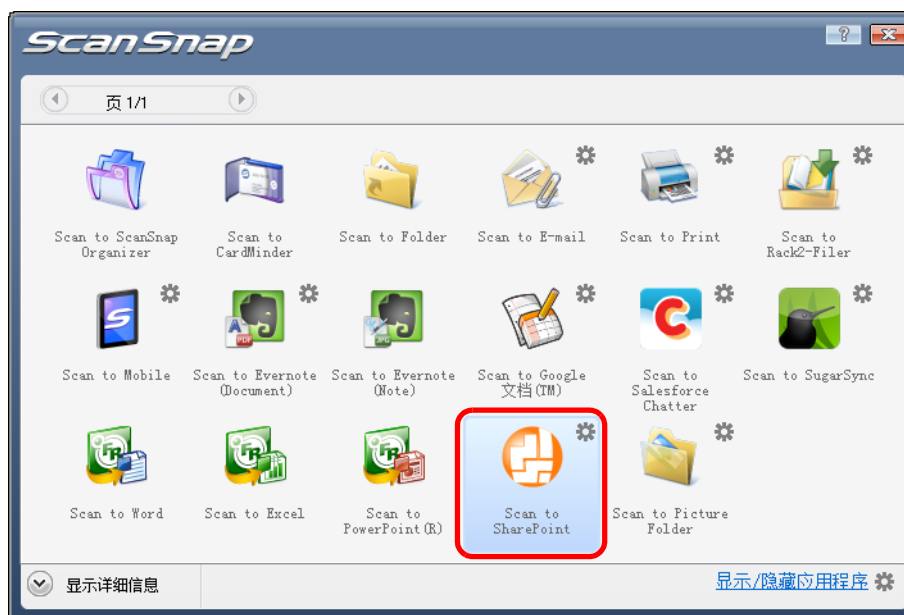 ScanSnap
?
页 1/1
Scan to ScanSnap
Organizer
Scan to
CardMinder
Scan to Folder
Scan to E-mail
Scan to Print
Scan to
Rack2-Filer
Scan to Mobile
Scan to Evernote
(Document)
Scan to Evernote
(Note)
Scan to Google
文档(TM)
Scan to
Salesforce
Chatter
Scan to SugarSync
Scan to Word
Scan to Excel
Scan to
PowerPoint(R)
Scan to
SharePoint
Scan to Picture
Folder
显示详细信息
显示/隐藏应用程序